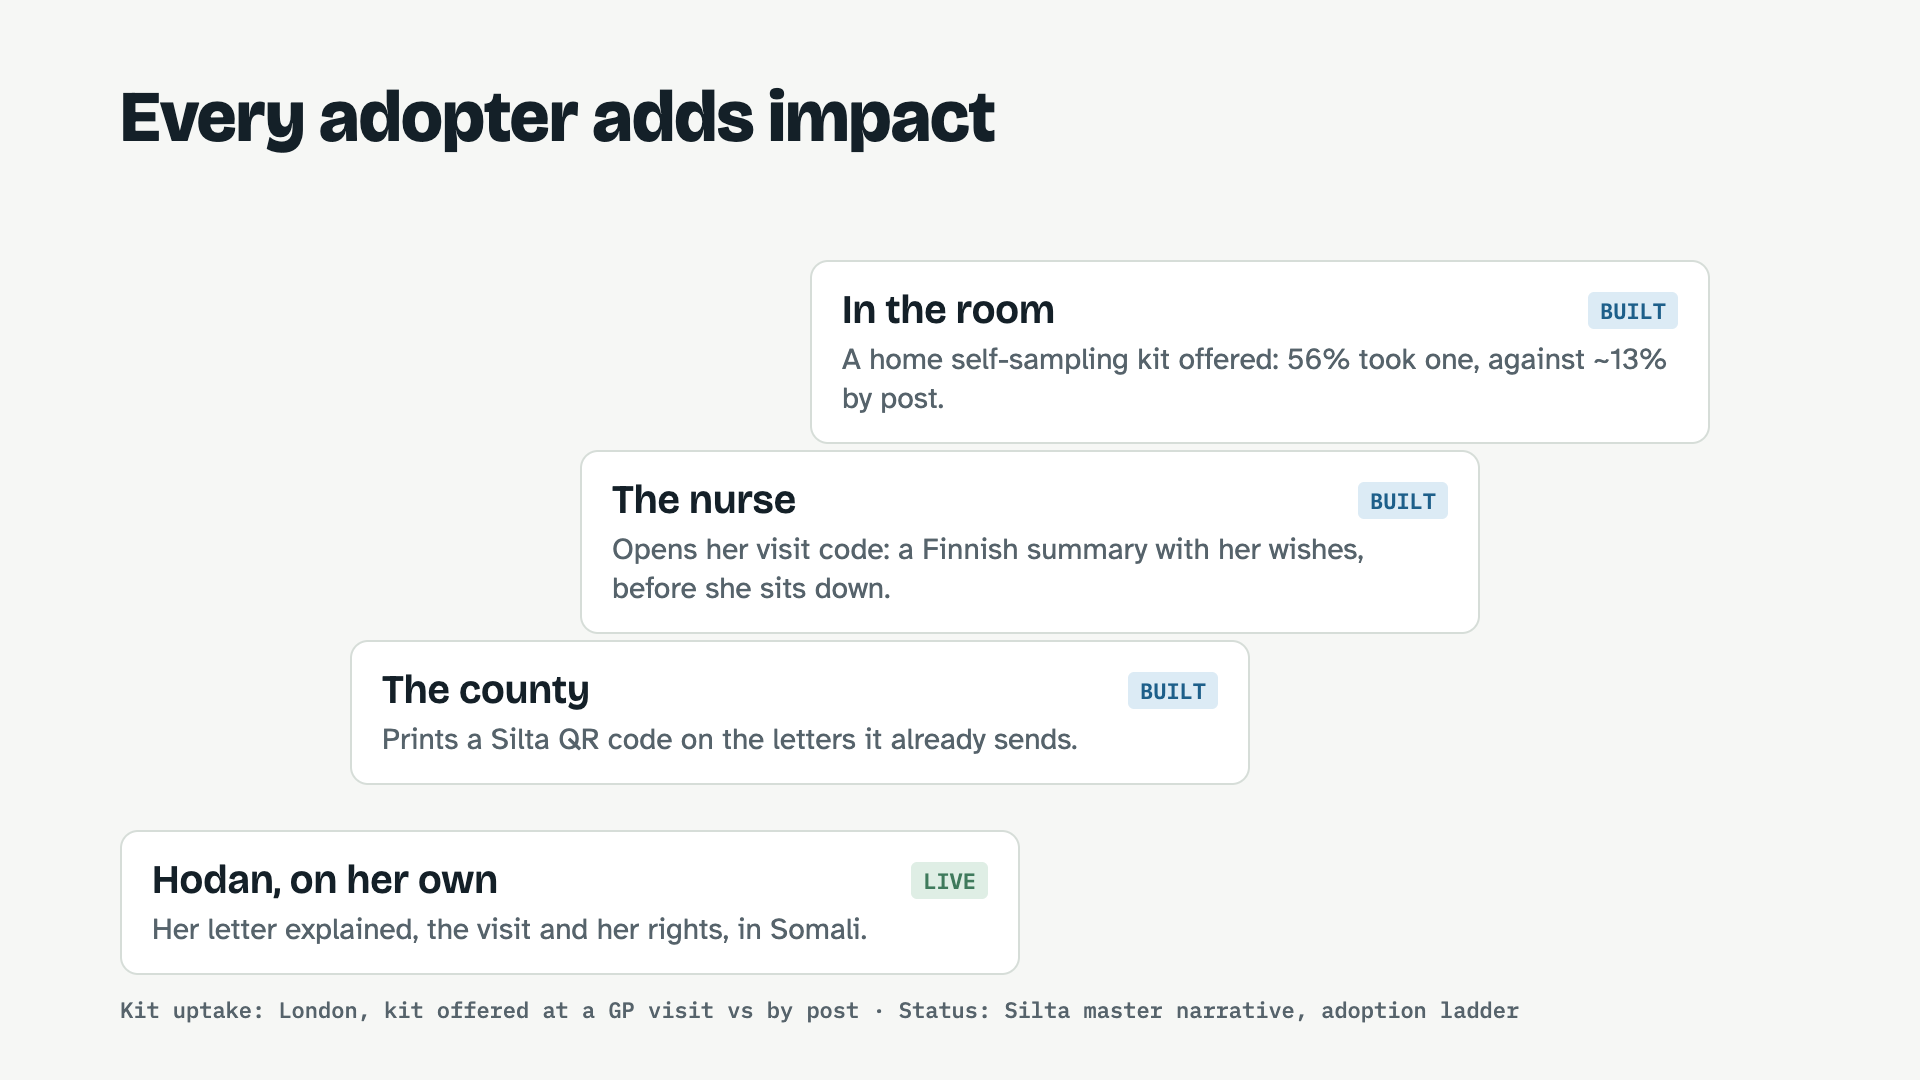 Every adopter adds impact
In the room
BUILT
A home self-sampling kit offered: 56% took one, against ~13%
by post.
The nurse
BUILT
Opens her visit code: a Finnish summary with her wishes,
before she sits down.
The county
BUILT
Prints a Silta QR code on the letters it already sends.
Hodan, on her own
LIVE
Her letter explained, the visit and her rights, in Somali.
Kit uptake: London, kit offered at a GP visit vs by post · Status: Silta master narrative, adoption ladder